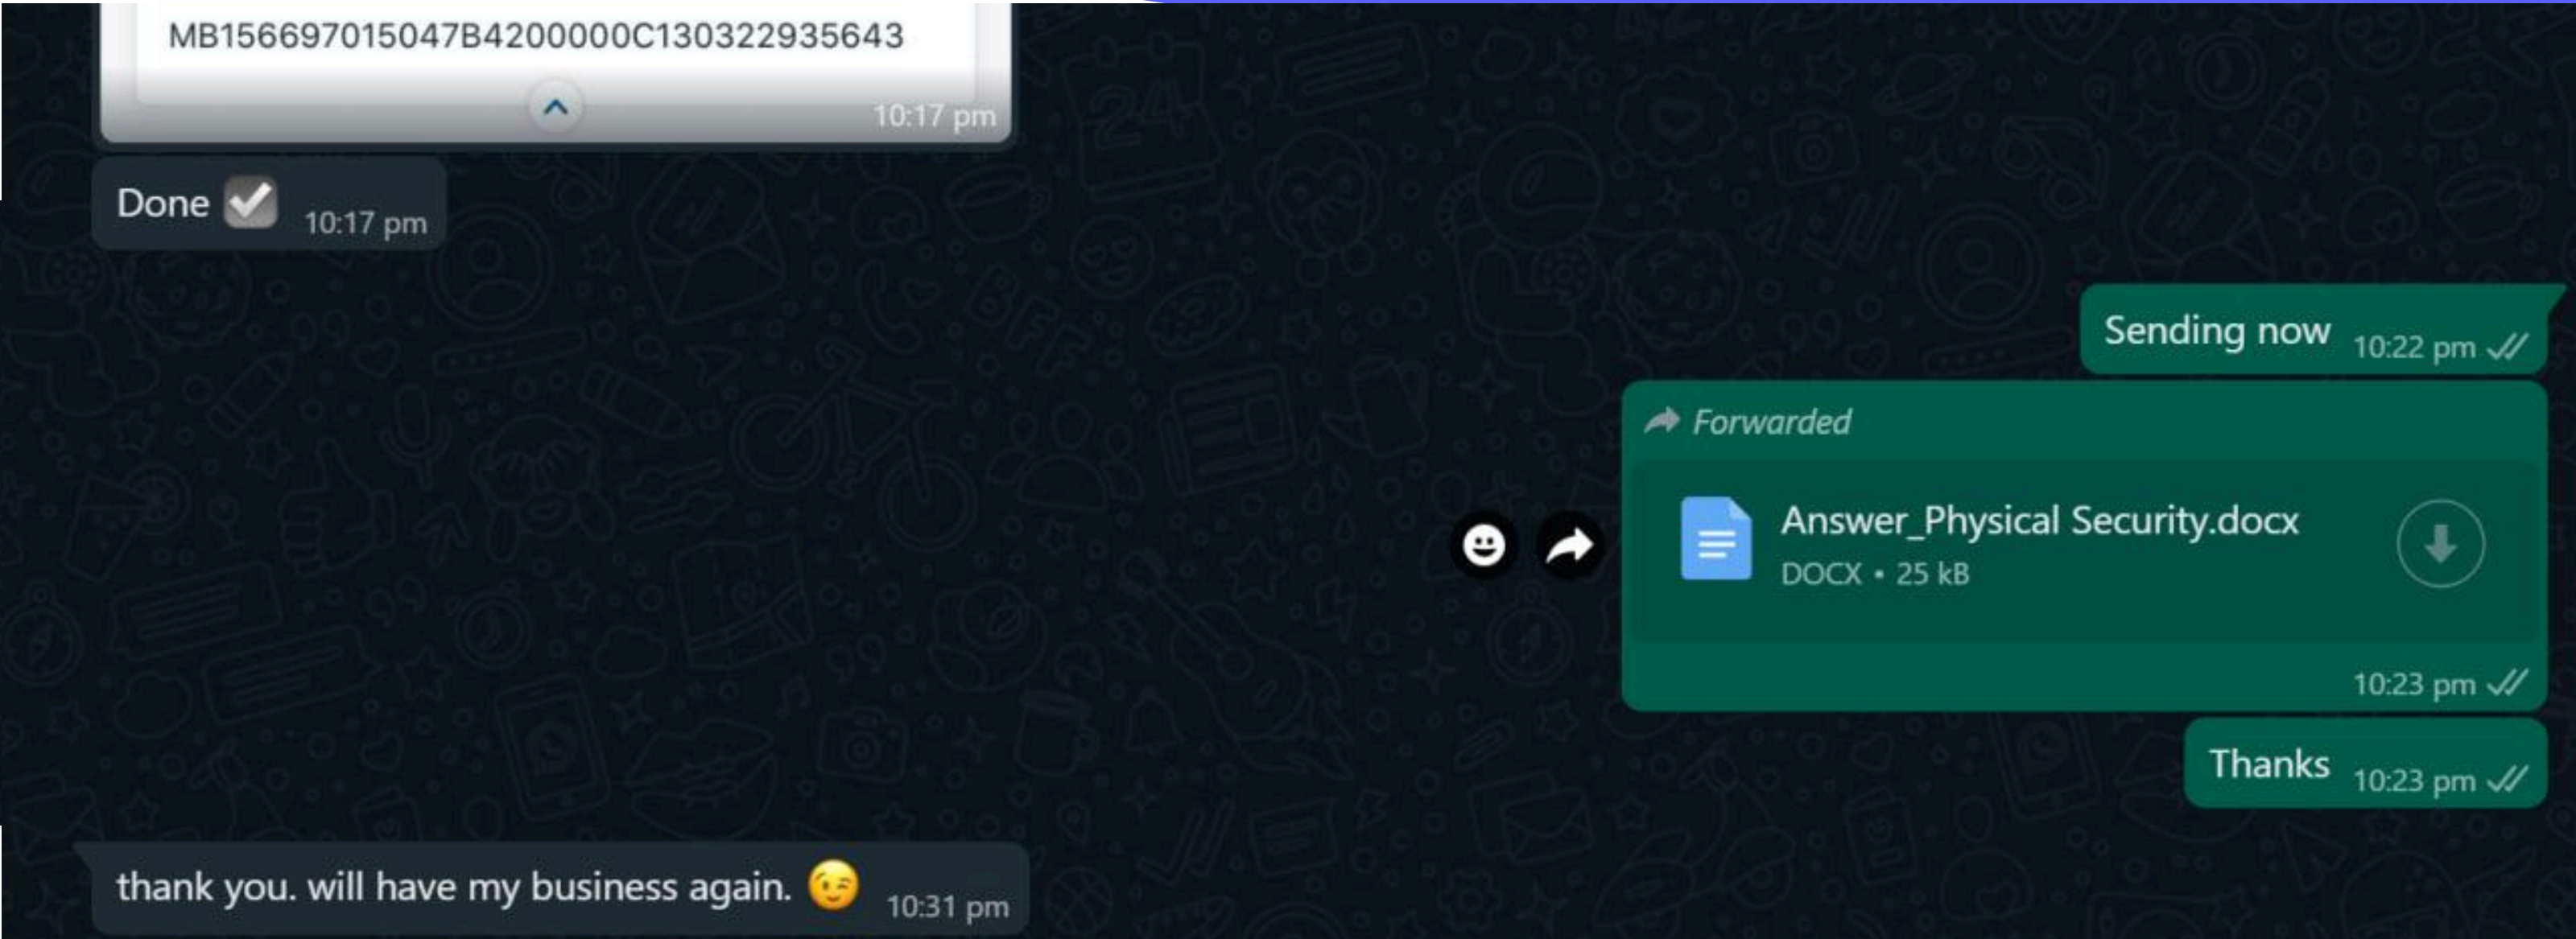 MB156697015047B4200000C130322935643
10:17 pm
Done ☑
10:17 pm
Sending now 10:22 pm
Forwarded
Answer_Physical Security.docx
DOCX • 25 kB
10:23 pm
Thanks 10:23 pm
thank you. will have my business again. 😉 10:31 pm